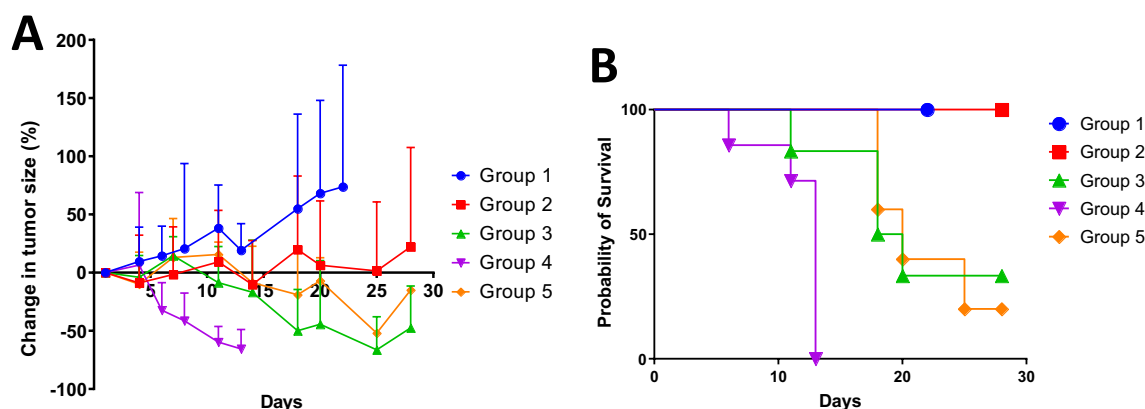 A
Change in tumor size (%)
200
150
100
50
0
-50
-100
5
10
15
20
25
30
Days
Group 1
Group 2
Group 3
Group 4
Group 5
B
Probability of Survival
100
50
0
0
10
20
30
Days
Group 1
Group 2
Group 3
Group 4
Group 5